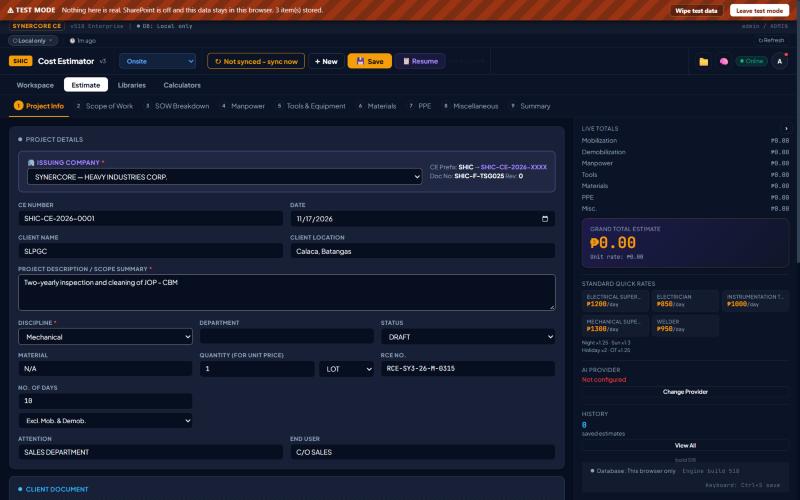 ⚠ TEST MODE Nothing here is real. SharePoint is off and this data stays in this browser. 3 item(s) stored. Wipe test data Leave test mode
SYNERCORE CE v518 Enterprise | DB: Local only admin / ADMIN
Local only 1m ago Refresh
SHIC Cost Estimator v3 Onsite Not synced - sync now + New Save Resume Online A
Workspace Estimate Libraries Calculators
1 Project Info 2 Scope of Work 3 SOW Breakdown 4 Manpower 5 Tools & Equipment 6 Materials 7 PPE 8 Miscellaneous 9 Summary
PROJECT DETAILS
ISSUING COMPANY *
SYNERCORE — HEAVY INDUSTRIES CORP.
CE Prefix: SHIC → SHIC-CE-2026-XXXX
Doc No: SHIC-F-TSG025 Rev: 0
CE NUMBER
SHIC-CE-2026-0001
DATE
11/17/2026
CLIENT NAME
SLPGC
CLIENT LOCATION
Calaca, Batangas
PROJECT DESCRIPTION / SCOPE SUMMARY *
Two-yearly inspection and cleaning of JOP - CBM
DISCIPLINE *
Mechanical
DEPARTMENT
STATUS
DRAFT
MATERIAL
N/A
QUANTITY (FOR UNIT PRICE)
1 LOT
RCE NO.
RCE-SY3-26-M-0315
NO. OF DAYS
10
Excl. Mob. & Demob.
ATTENTION
SALES DEPARTMENT
END USER
C/O SALES
CLIENT DOCUMENT
LIVE TOTALS
Mobilization ₱0.00
Demobilization ₱0.00
Manpower ₱0.00
Tools ₱0.00
Materials ₱0.00
PPE ₱0.00
Misc. ₱0.00
GRAND TOTAL ESTIMATE
₱0.00
Unit rate: ₱0.00
STANDARD QUICK RATES
ELECTRICAL SUPER... ₱1200/day
ELECTRICIAN ₱850/day
INSTRUMENTATION T... ₱1000/day
MECHANICAL SUPE... ₱1300/day
WELDER ₱950/day
Night ×1.25 · Sun ×1.3
Holiday ×2 · OT ×1.25
AI PROVIDER
Not configured
Change Provider
HISTORY
0
saved estimates
View All
build 518
Database: This browser only Engine build 518
Keyboard: Ctrl+S save